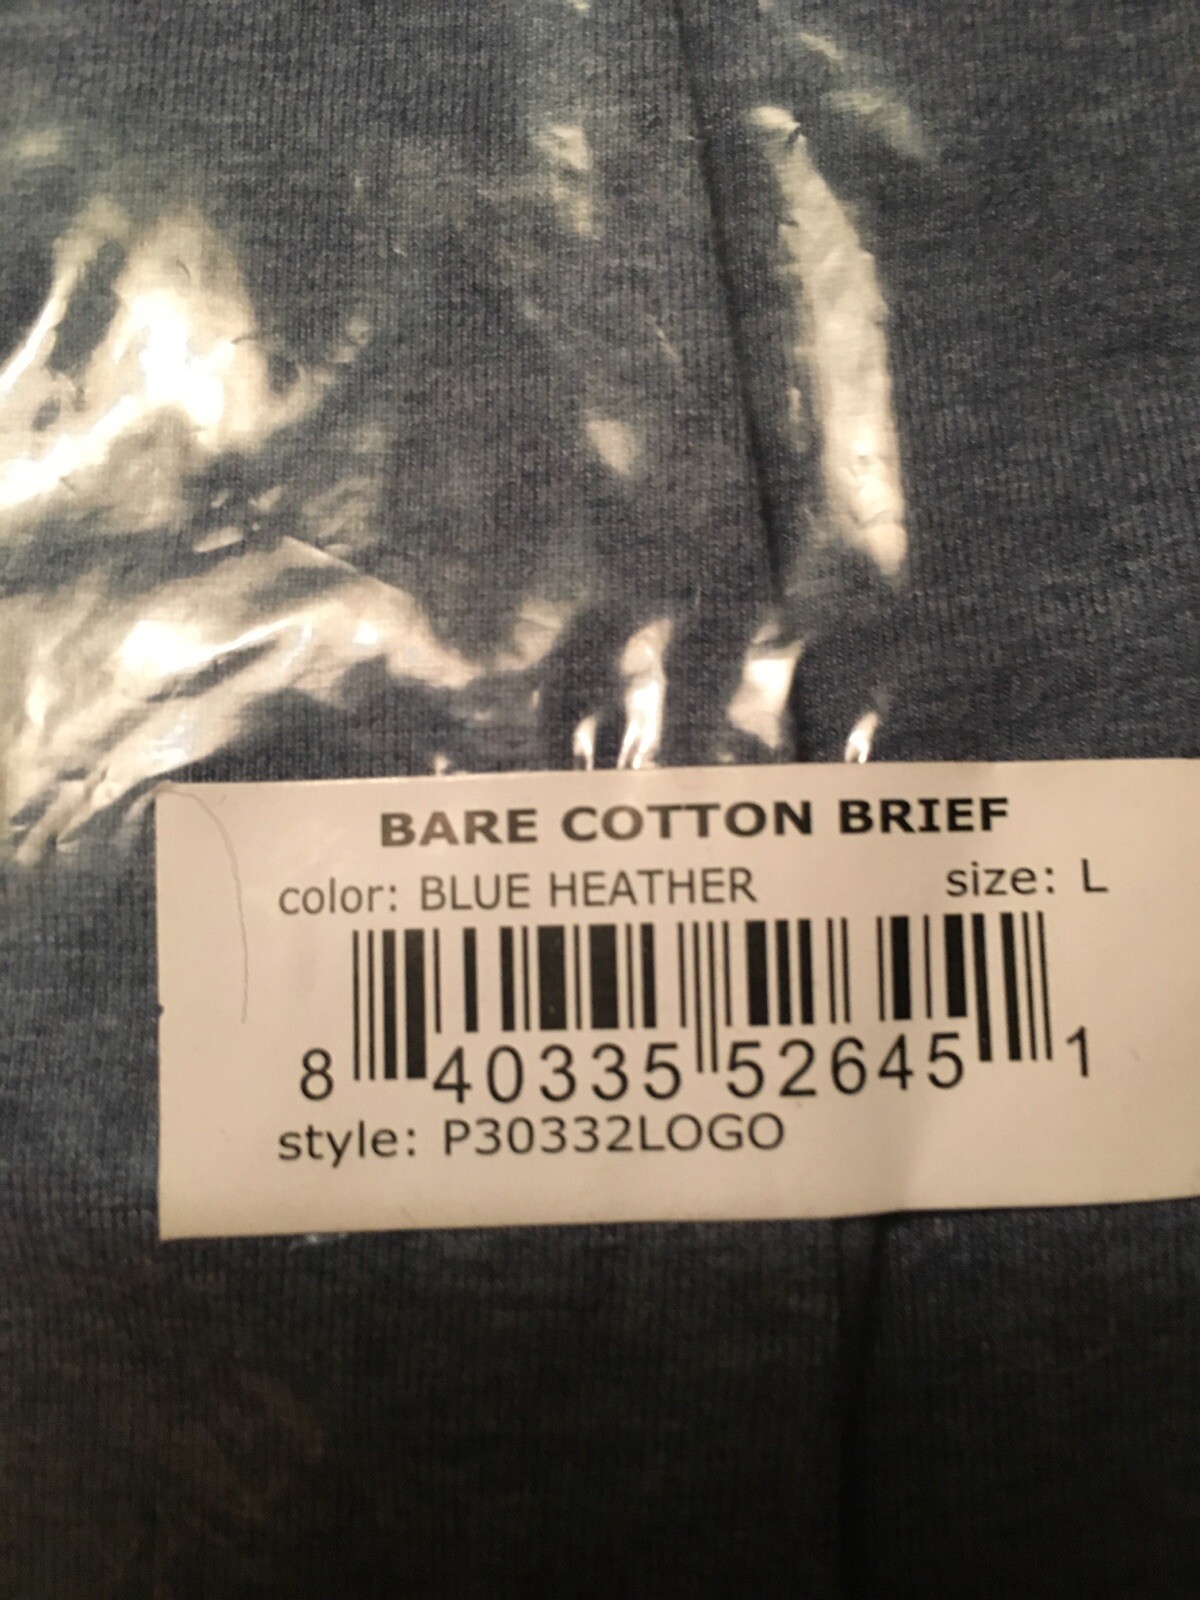 BARE COTTON BRIEF
color: BLUE HEATHER size: L
8 40335 52645 1
style: P30332LOGO